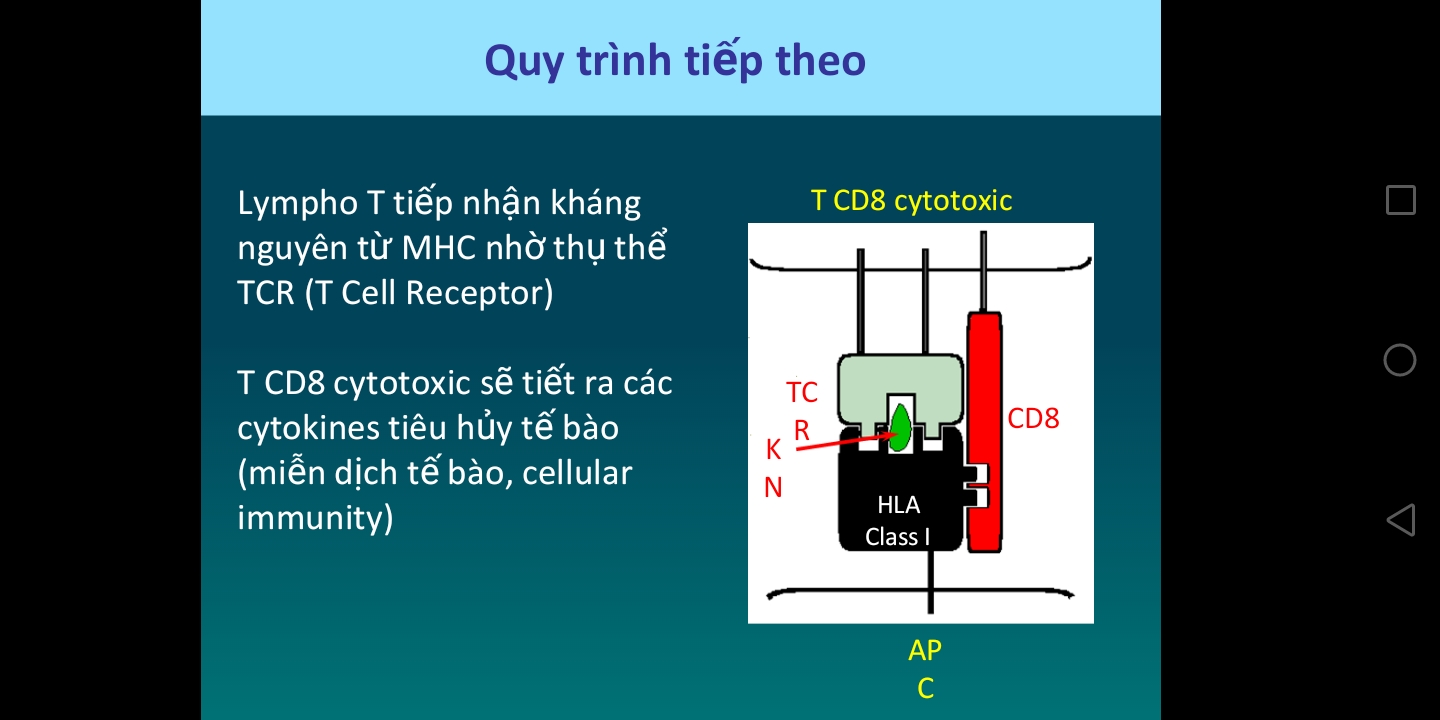 Quy trình tiếp theo
Lympho T tiếp nhận kháng
nguyên từ MHC nhờ thụ thể
TCR (T Cell Receptor)
T CD8 cytotoxic sẽ tiết ra các
cytokines tiêu hủy tế bào
(miễn dịch tế bào, cellular
immunity)
T CD8 cytotoxic
TC
R
K
N
CD8
HLA
Class I
AP
C